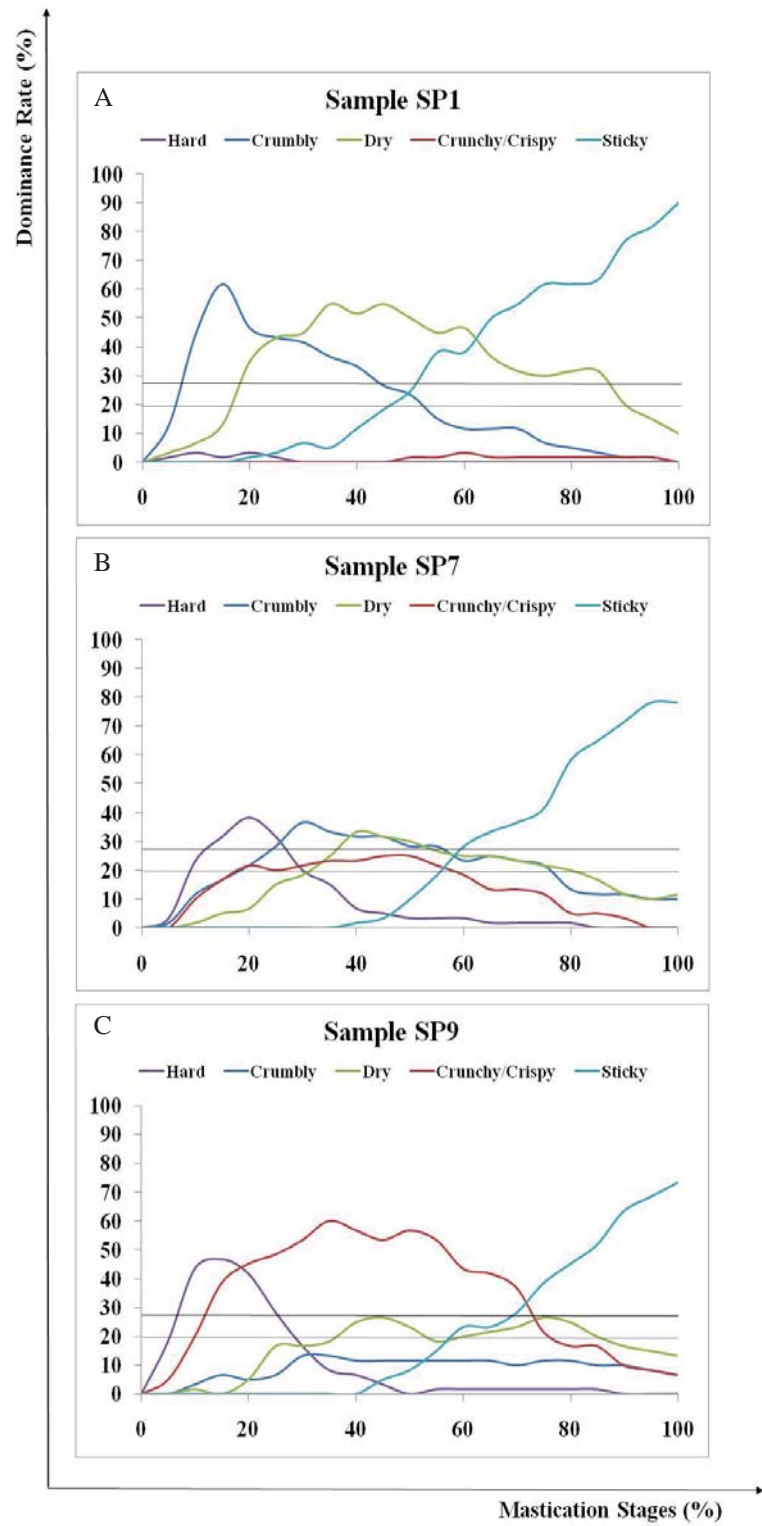 Dominance Rate (%)
A
Sample SP1
Hard Crumbly Dry Crunchy/Crispy Sticky
100
90
80
70
60
50
40
30
20
10
0
0 20 40 60 80 100
B
Sample SP7
Hard Crumbly Dry Crunchy/Crispy Sticky
100
90
80
70
60
50
40
30
20
10
0
0 20 40 60 80 100
C
Sample SP9
Hard Crumbly Dry Crunchy/Crispy Sticky
100
90
80
70
60
50
40
30
20
10
0
0 20 40 60 80 100
Mastication Stages (%)